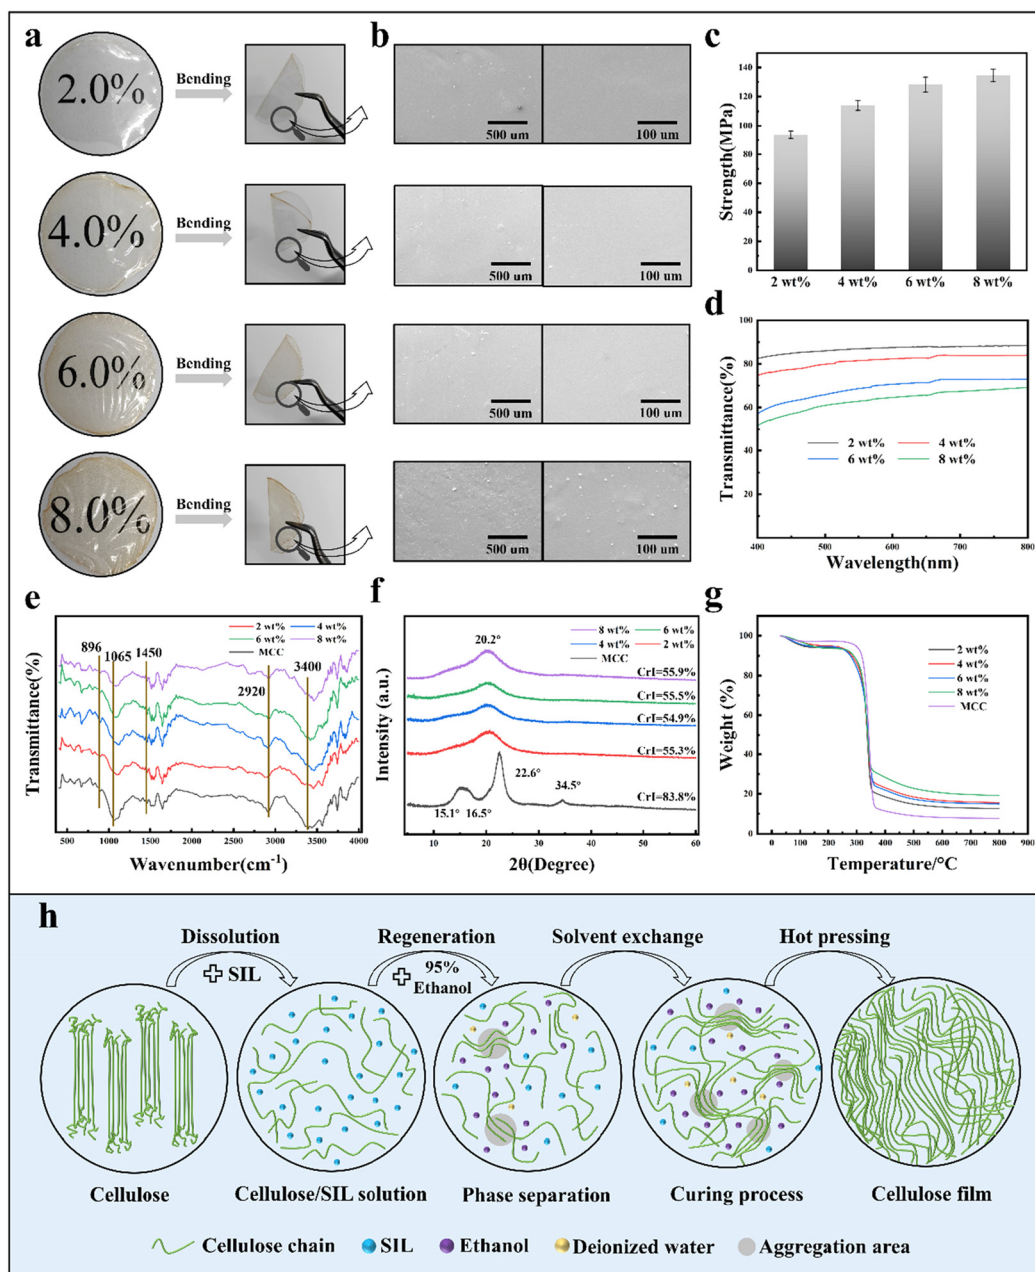 a
2.0%
Bending
4.0%
Bending
6.0%
Bending
8.0%
Bending
b
500 um
100 um
500 um
100 um
500 um
100 um
500 um
100 um
c
Strength(MPa)
140
120
100
80
60
40
20
0
2 wt% 4 wt% 6 wt% 8 wt%
d
Transmittance(%)
100
80
60
40
20
2 wt% 4 wt%
6 wt% 8 wt%
400 500 600 700 800
Wavelength(nm)
e
Transmittance(%)
2 wt% 4 wt%
6 wt% 8 wt%
MCC
896 1065 1450 2920 3400
500 1000 1500 2000 2500 3000 3500 4000
Wavenumber(cm⁻¹)
f
Intensity (a.u.)
8 wt% 6 wt%
4 wt% 2 wt%
MCC
20.2°
CrI=55.9%
CrI=55.5%
CrI=54.9%
CrI=55.3%
CrI=83.8%
15.1° 16.5° 22.6° 34.5°
10 20 30 40 50 60
2θ(Degree)
g
Weight (%)
100
80
60
40
20
0
2 wt%
4 wt%
6 wt%
8 wt%
MCC
0 100 200 300 400 500 600 700 800 900
Temperature/°C
h
Dissolution
SIL
Regeneration
95%
Ethanol
Solvent exchange
Hot pressing
Cellulose
Cellulose/SIL solution
Phase separation
Curing process
Cellulose film
Cellulose chain SIL Ethanol Deionized water Aggregation area